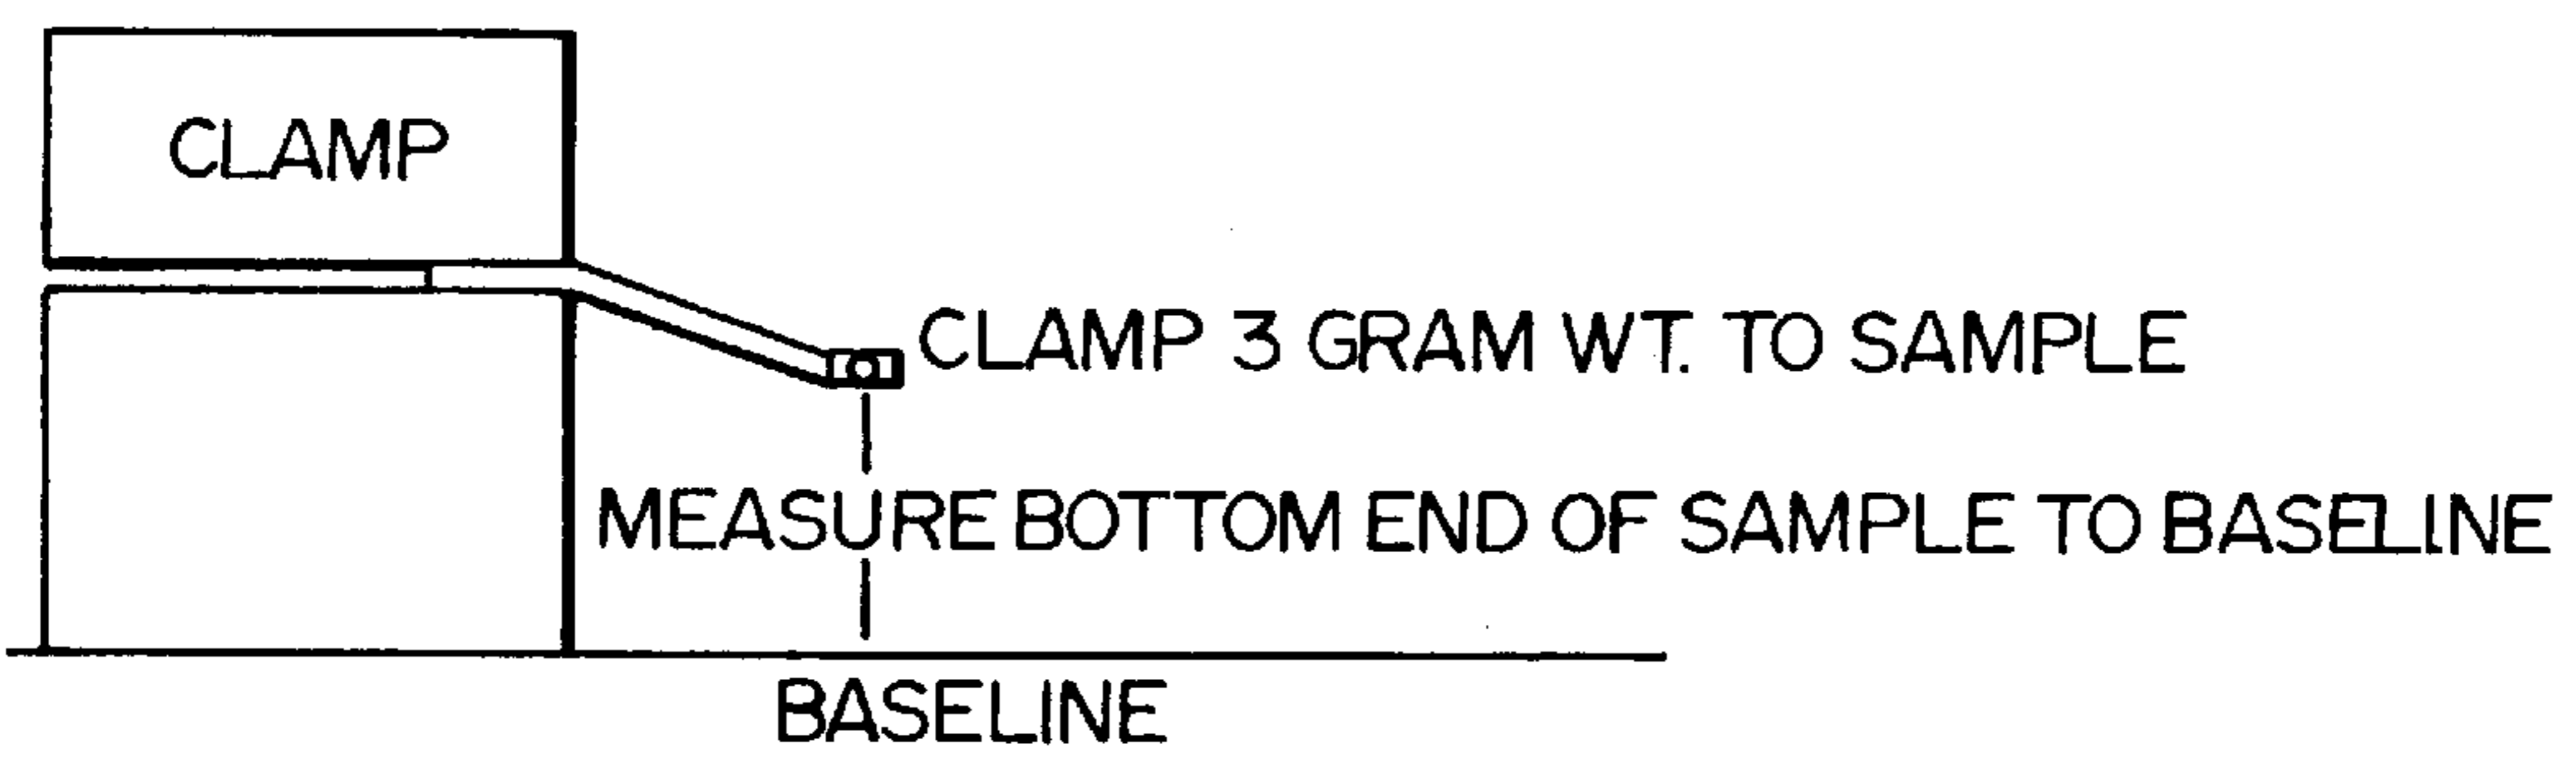 CLAMP
CLAMP 3 GRAM WT. TO SAMPLE
MEASURE BOTTOM END OF SAMPLE TO BASELINE
BASELINE